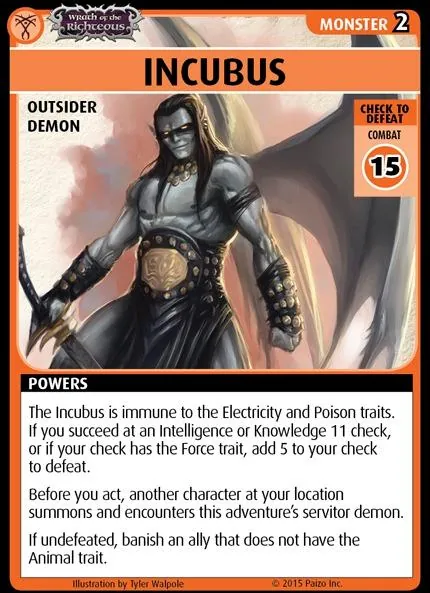 Wrath of the
Righteous
MONSTER 2
INCUBUS
OUTSIDER
DEMON
CHECK TO
DEFEAT
COMBAT
15
POWERS
The Incubus is immune to the Electricity and Poison traits.
If you succeed at an Intelligence or Knowledge 11 check,
or if your check has the Force trait, add 5 to your check
to defeat.
Before you act, another character at your location
summons and encounters this adventure’s servitor demon.
If undefeated, banish an ally that does not have the
Animal trait.
Illustration by Tyler Walpole © 2015 Paizo Inc.